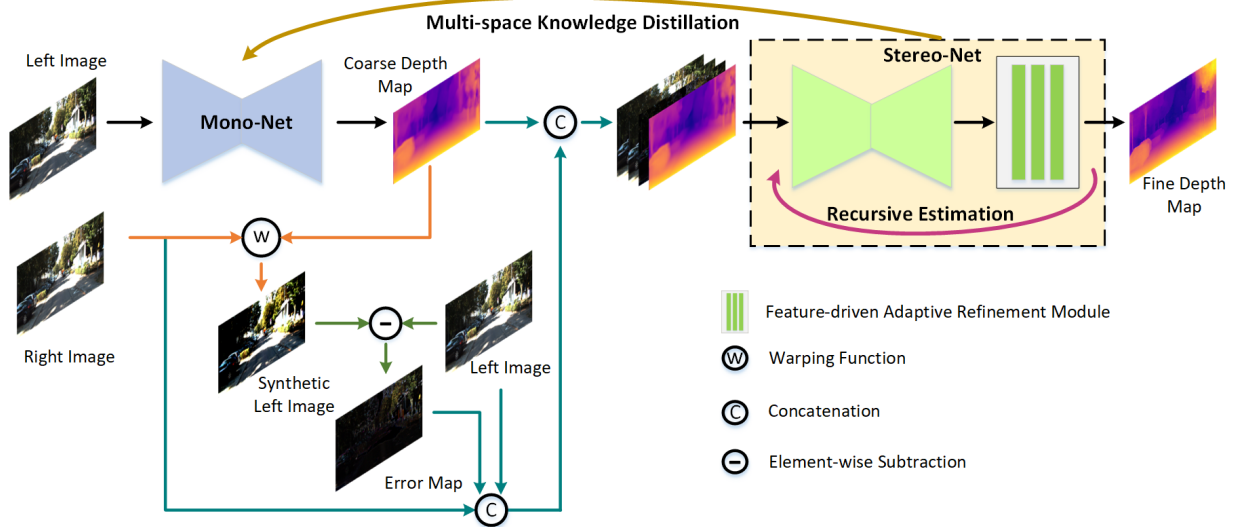 Multi-space Knowledge Distillation
Left Image
Coarse Depth
Map
Stereo-Net
Mono-Net
C
Fine Depth
Map
Recursive Estimation
W
Right Image
Synthetic
Left Image
Left Image
Error Map
C
Feature-driven Adaptive Refinement Module
W
Warping Function
C
Concatenation
Element-wise Subtraction